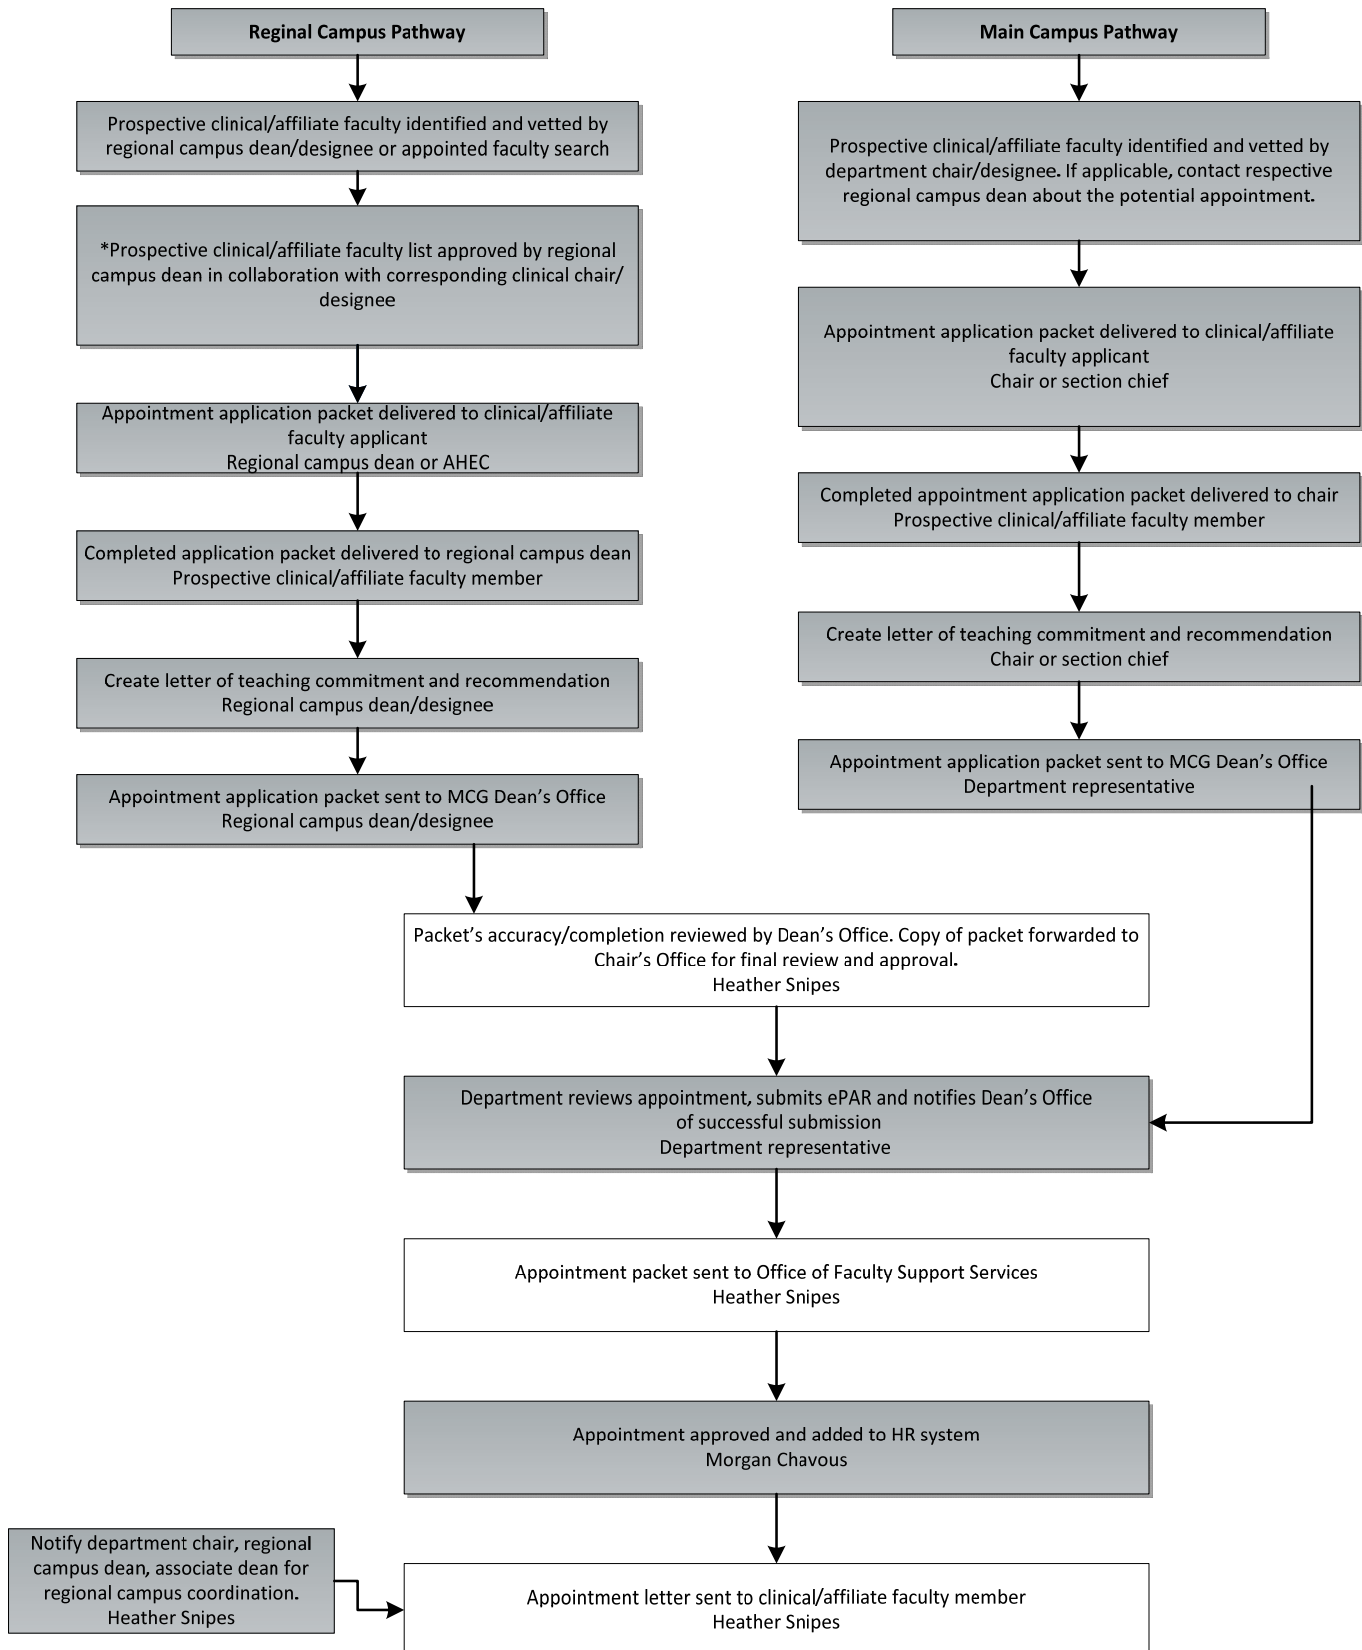 Reginal Campus Pathway
Prospective clinical/affiliate faculty identified and vetted by
regional campus dean/designee or appointed faculty search
*Prospective clinical/affiliate faculty list approved by regional
campus dean in collaboration with corresponding clinical chair/
designee
Appointment application packet delivered to clinical/affiliate
faculty applicant
Regional campus dean or AHEC
Completed application packet delivered to regional campus dean
Prospective clinical/affiliate faculty member
Create letter of teaching commitment and recommendation
Regional campus dean/designee
Appointment application packet sent to MCG Dean’s Office
Regional campus dean/designee
Main Campus Pathway
Prospective clinical/affiliate faculty identified and vetted by
department chair/designee. If applicable, contact respective
regional campus dean about the potential appointment.
Appointment application packet delivered to clinical/affiliate
faculty applicant
Chair or section chief
Completed appointment application packet delivered to chair
Prospective clinical/affiliate faculty member
Create letter of teaching commitment and recommendation
Chair or section chief
Appointment application packet sent to MCG Dean’s Office
Department representative
Packet’s accuracy/completion reviewed by Dean’s Office. Copy of packet forwarded to
Chair’s Office for final review and approval.
Heather Snipes
Department reviews appointment, submits ePAR and notifies Dean’s Office
of successful submission
Department representative
Appointment packet sent to Office of Faculty Support Services
Heather Snipes
Appointment approved and added to HR system
Morgan Chavous
Notify department chair, regional
campus dean, associate dean for
regional campus coordination.
Heather Snipes
Appointment letter sent to clinical/affiliate faculty member
Heather Snipes